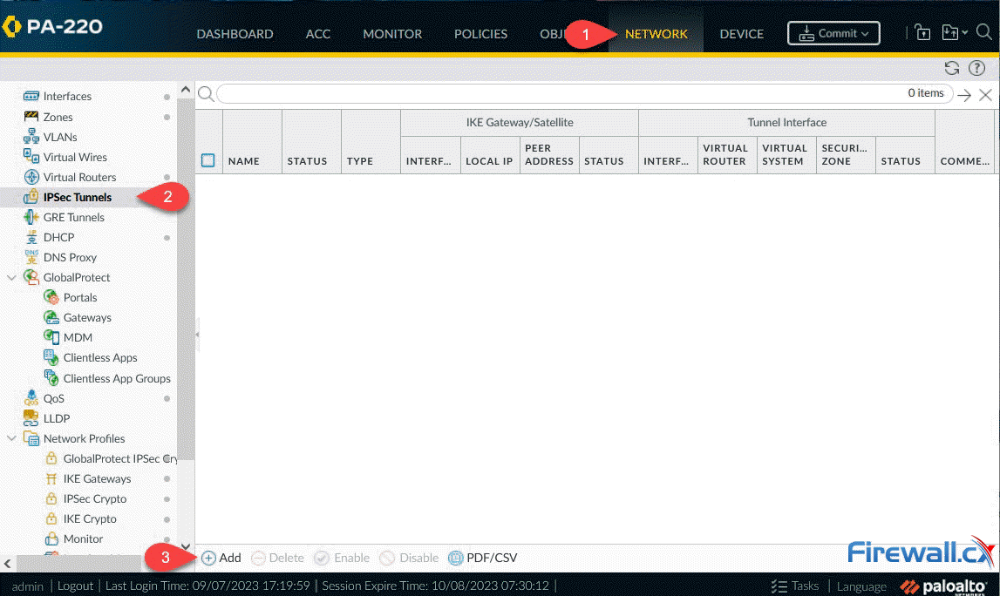 PA-220
DASHBOARD ACC MONITOR POLICIES OBJ 1 NETWORK DEVICE Commit
0 items
Interfaces
Zones
VLANs
Virtual Wires
Virtual Routers
IPSec Tunnels 2
GRE Tunnels
DHCP
DNS Proxy
GlobalProtect
Portals
Gateways
MDM
Clientless Apps
Clientless App Groups
QoS
LLDP
Network Profiles
GlobalProtect IPSec Cry
IKE Gateways
IPSec Crypto
IKE Crypto
Monitor
IKE Gateway/Satellite Tunnel Interface
NAME STATUS TYPE INTERF... LOCAL IP PEER ADDRESS STATUS INTERF... VIRTUAL ROUTER VIRTUAL SYSTEM SECURI... ZONE STATUS COMME...
3 Add Delete Enable Disable PDF/CSV
Firewall.cx
admin | Logout | Last Login Time: 09/07/2023 17:19:59 | Session Expire Time: 10/08/2023 07:30:12 | Tasks | Language paloalto
NETWORKS